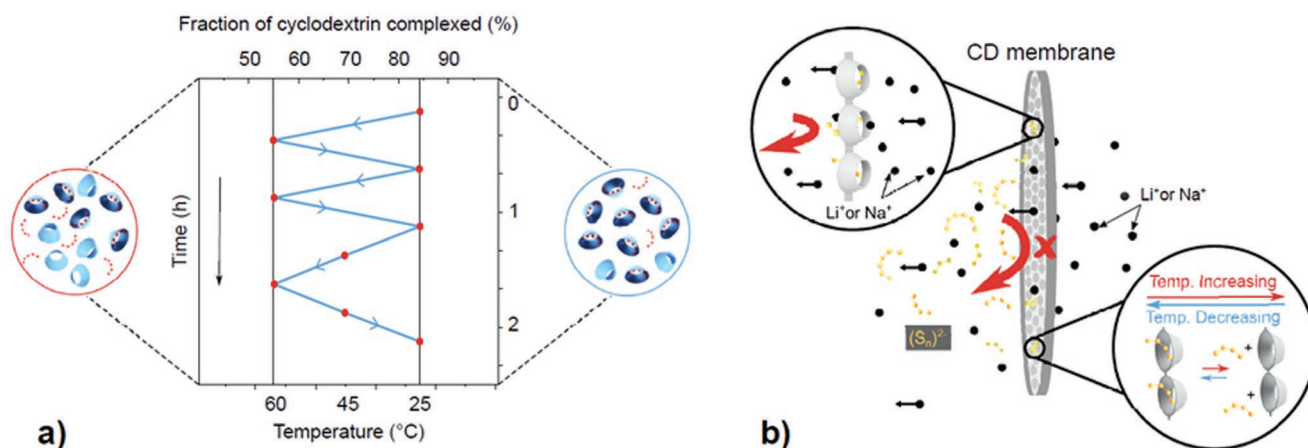 Fraction of cyclodextrin complexed (%)
50 60 70 80 90
0
1
2
Time (h)
60 45 25
Temperature (°C)
a)
CD membrane
Li⁺or Na⁺
Li⁺or Na⁺
(Sₙ)²⁻
Temp. Increasing
Temp. Decreasing
+
+
b)